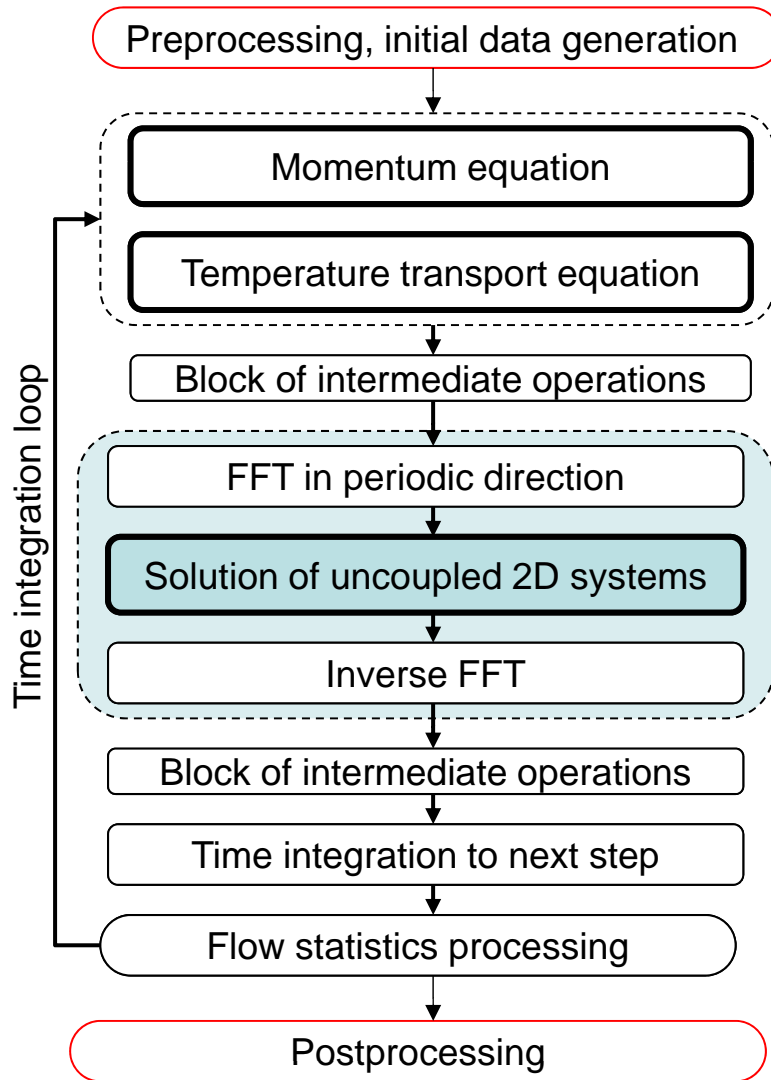 Preprocessing, initial data generation
Momentum equation
Temperature transport equation
Block of intermediate operations
FFT in periodic direction
Solution of uncoupled 2D systems
Inverse FFT
Block of intermediate operations
Time integration to next step
Flow statistics processing
Postprocessing
Time integration loop